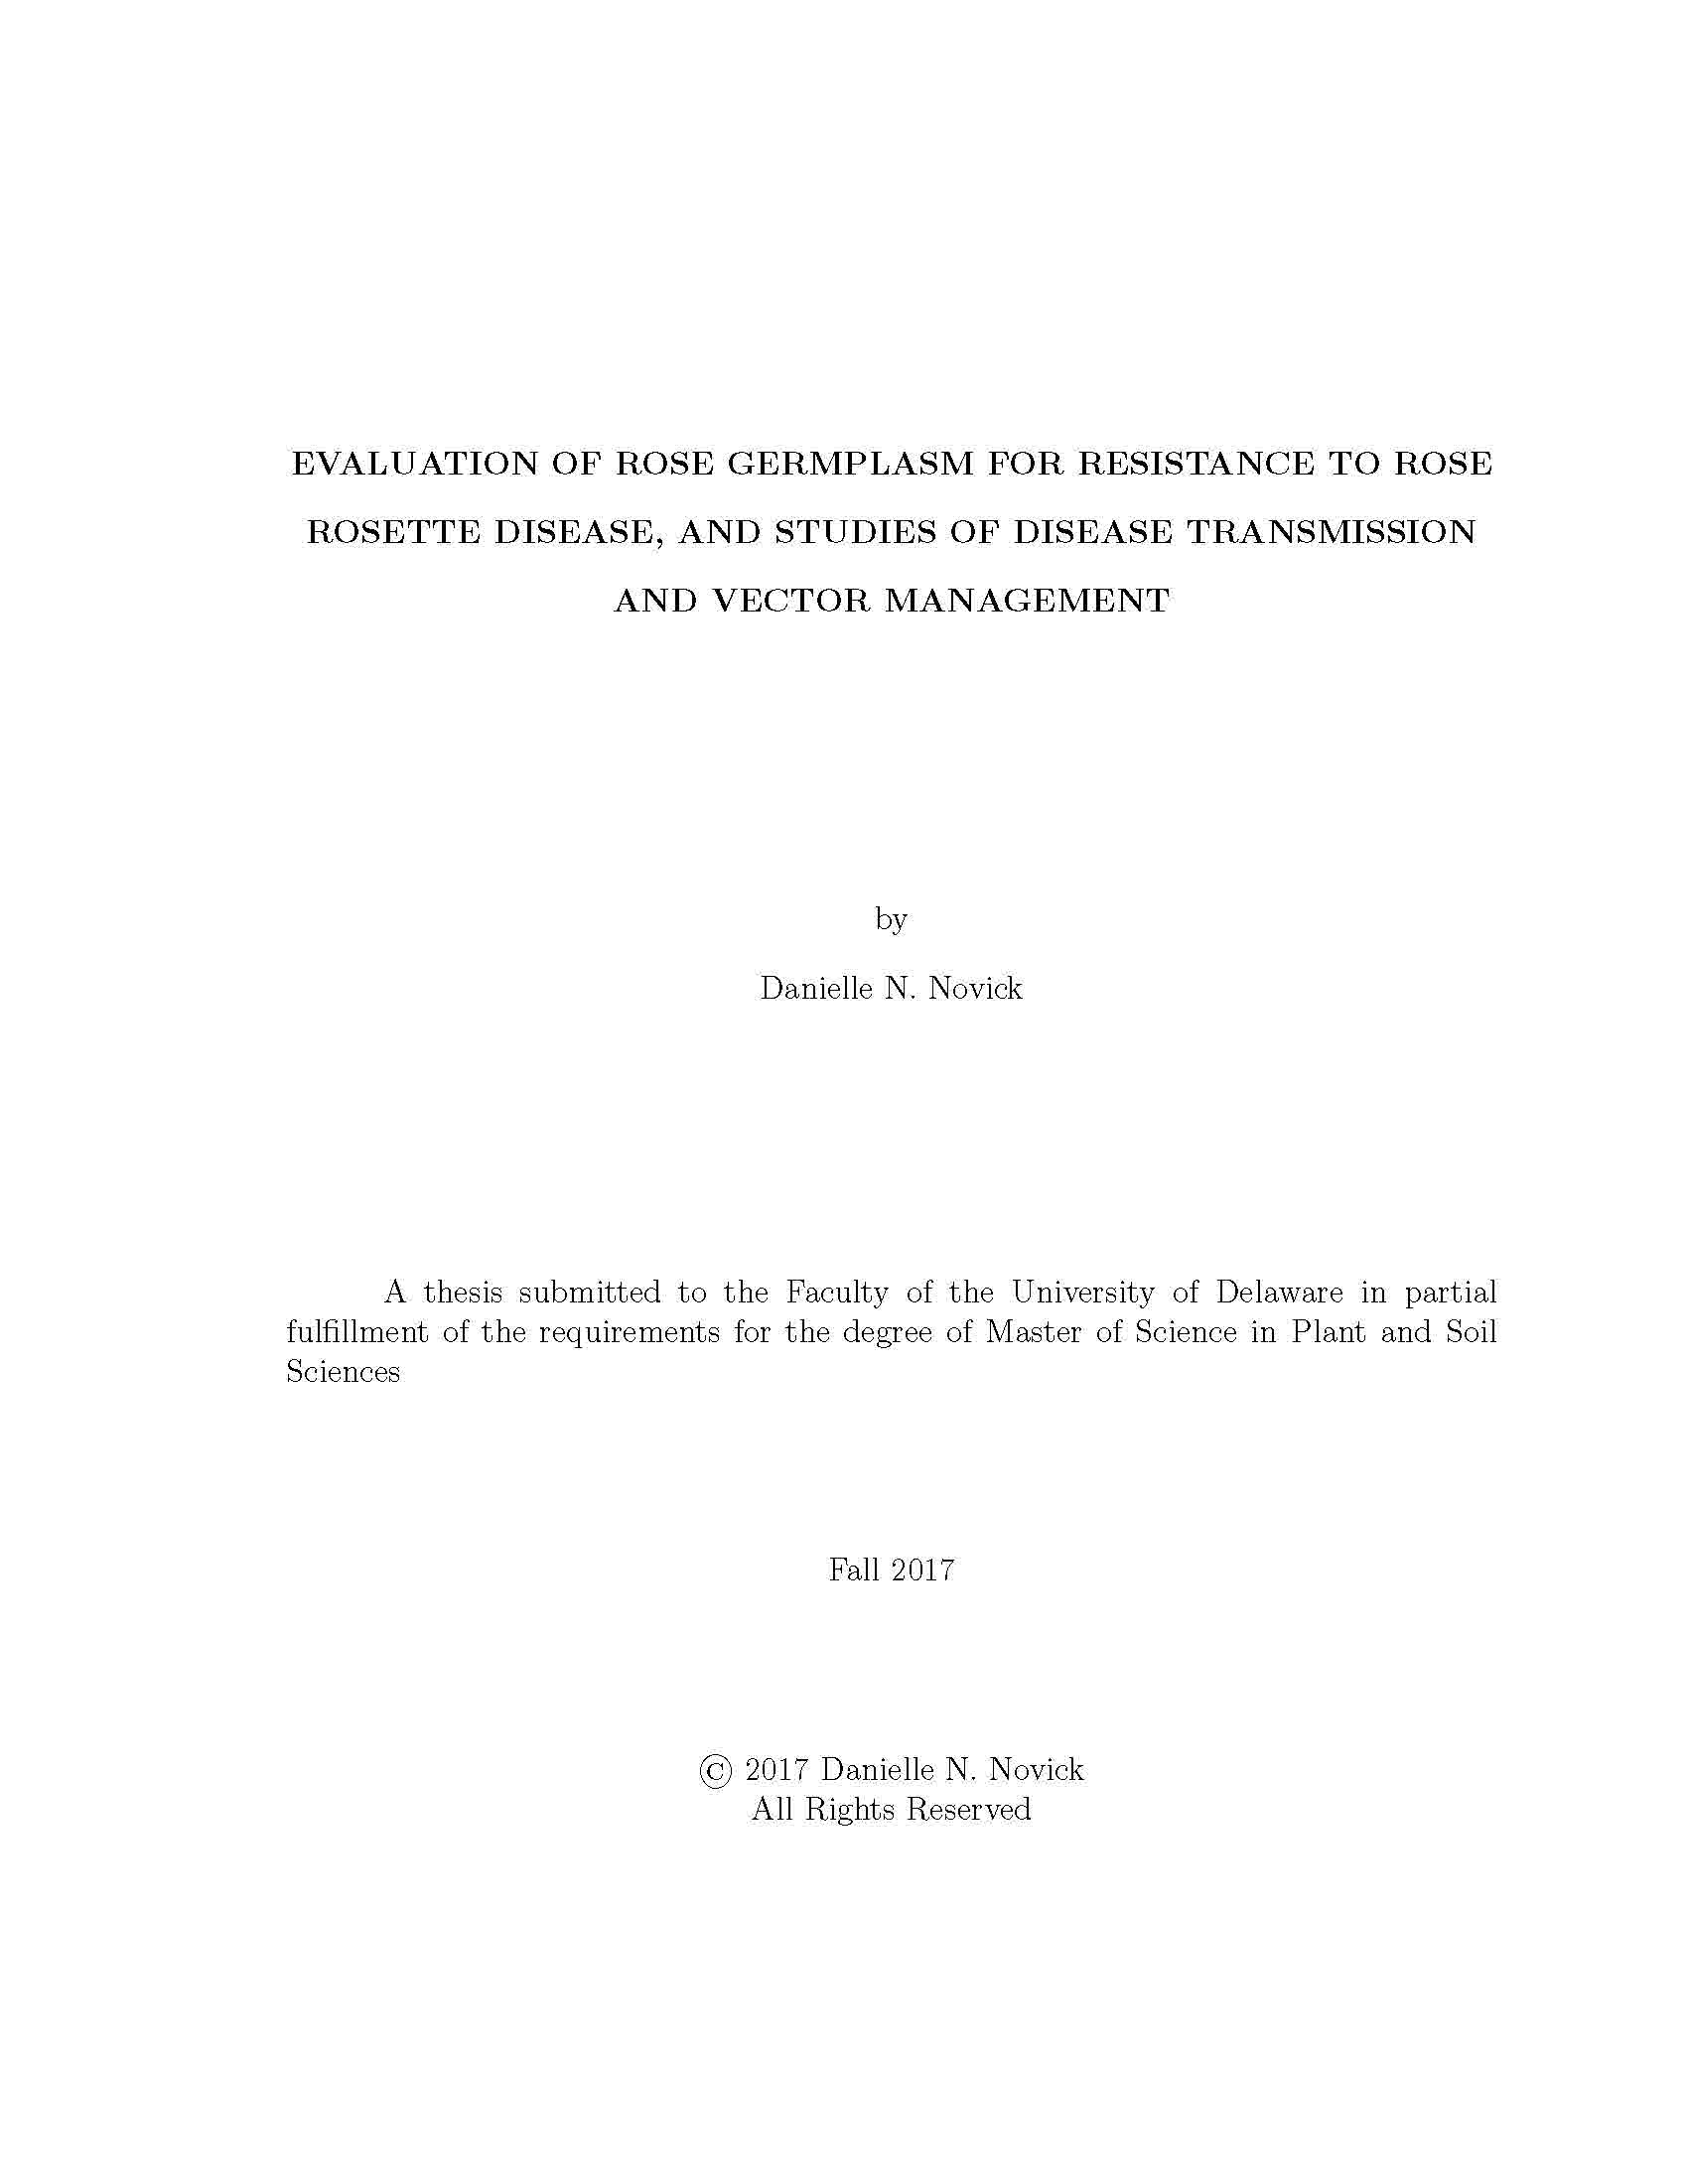 EVALUATION OF ROSE GERMPLASM FOR RESISTANCE TO ROSE
ROSETTE DISEASE, AND STUDIES OF DISEASE TRANSMISSION
AND VECTOR MANAGEMENT
by
Danielle N. Novick
A thesis submitted to the Faculty of the University of Delaware in partial
fulfillment of the requirements for the degree of Master of Science in Plant and Soil
Sciences
Fall 2017
© 2017 Danielle N. Novick
All Rights Reserved